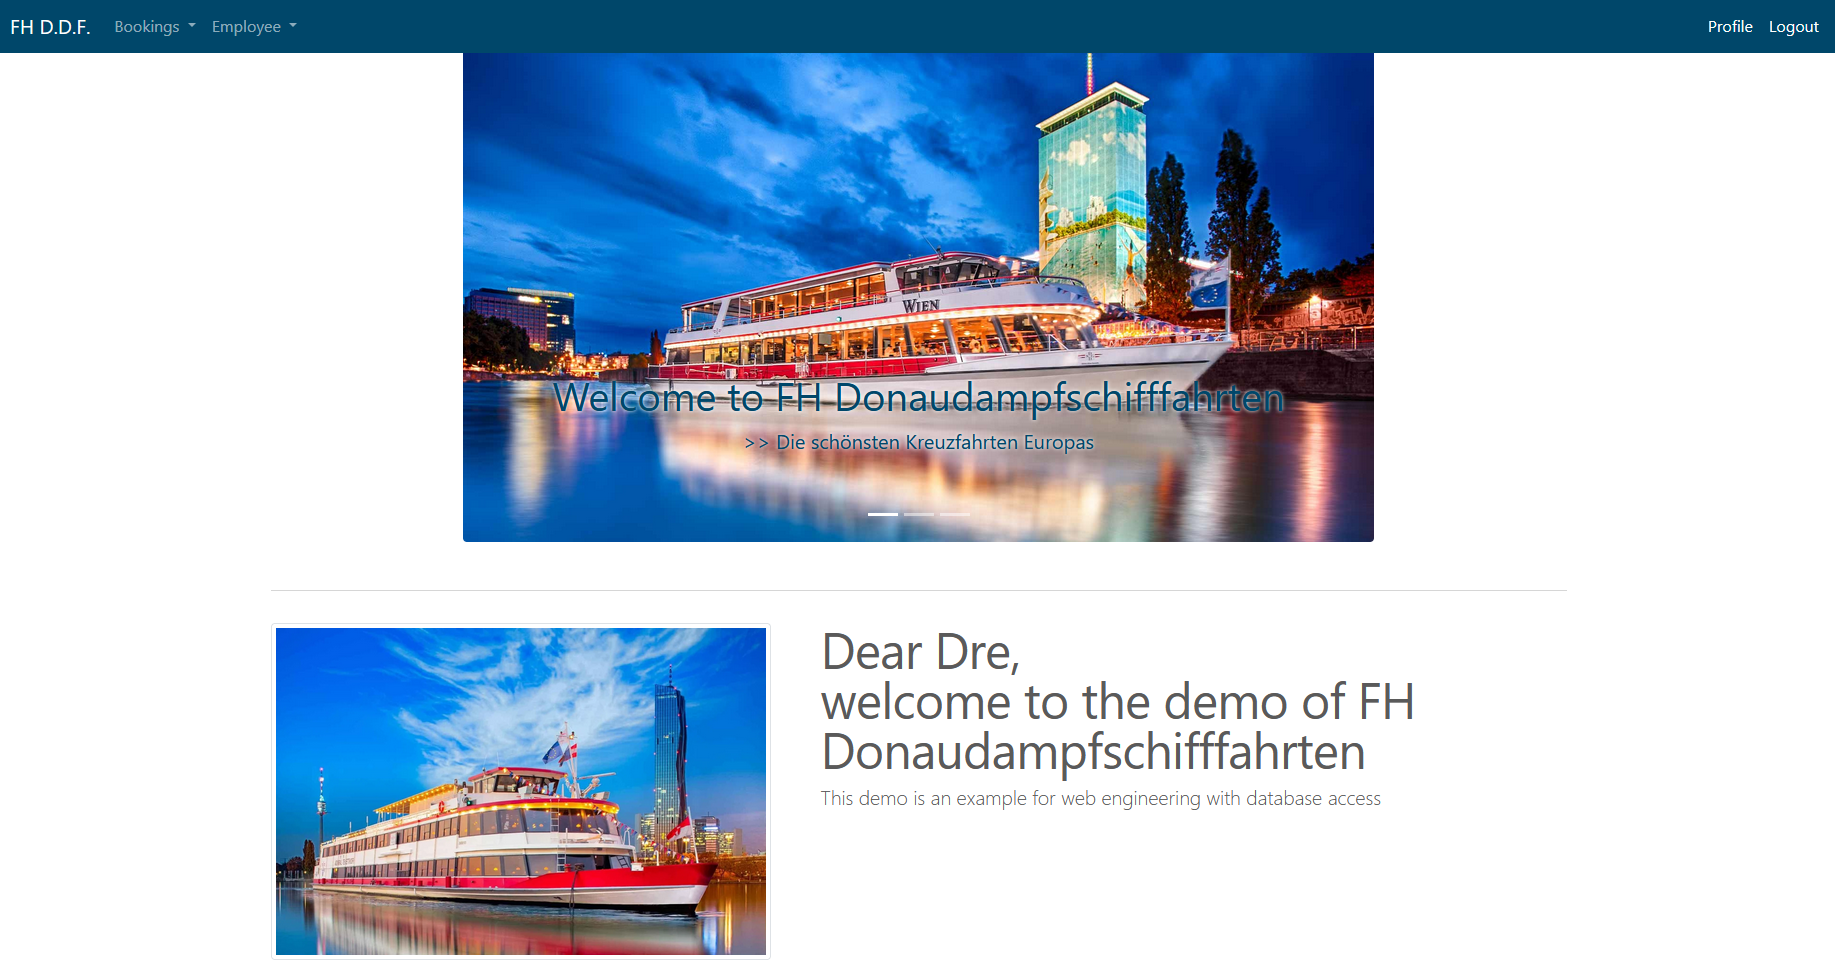 FH D.D.F. Bookings Employee Profile Logout
WIEN
Welcome to FH Donaudampfschifffahrten
>> Die schönsten Kreuzfahrten Europas
Dear Dre,
welcome to the demo of FH
Donaudampfschifffahrten
This demo is an example for web engineering with database access